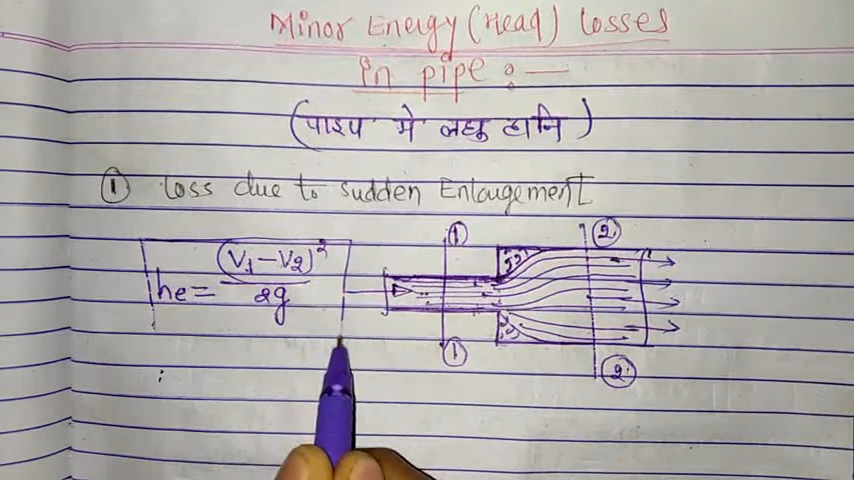 Minor Energy (Head) losses
in pipe :—
(पाइप मे लघु हानि)
① Loss due to sudden Enlargement
he = (V₁ - V₂)² / 2g
① ②
① ②